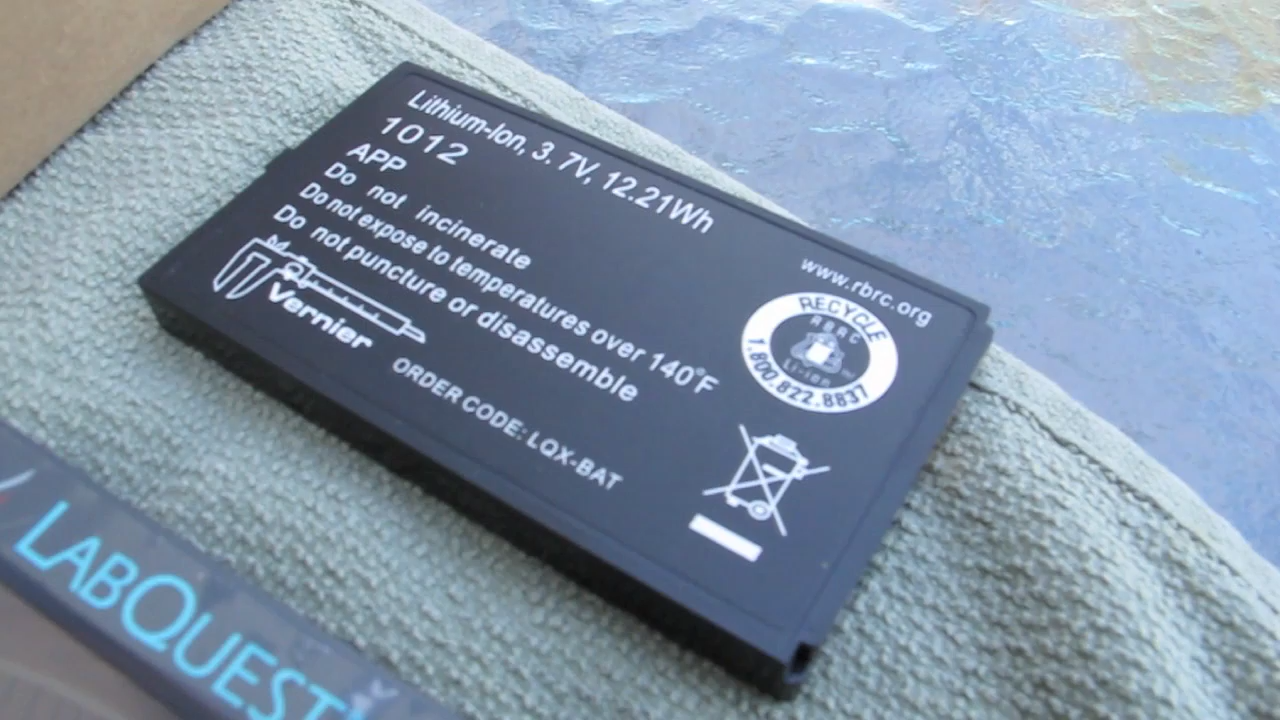 Lithium-Ion, 3. 7V, 12.21Wh
1012
APP
Do not incinerate
Do not expose to temperatures over 140°F
Do not puncture or disassemble
Vernier
ORDER CODE: LQX-BAT
www.rbrc.org
RECYCLE
RBRC
Li-ion
1.800.822.8837
LABQUEST